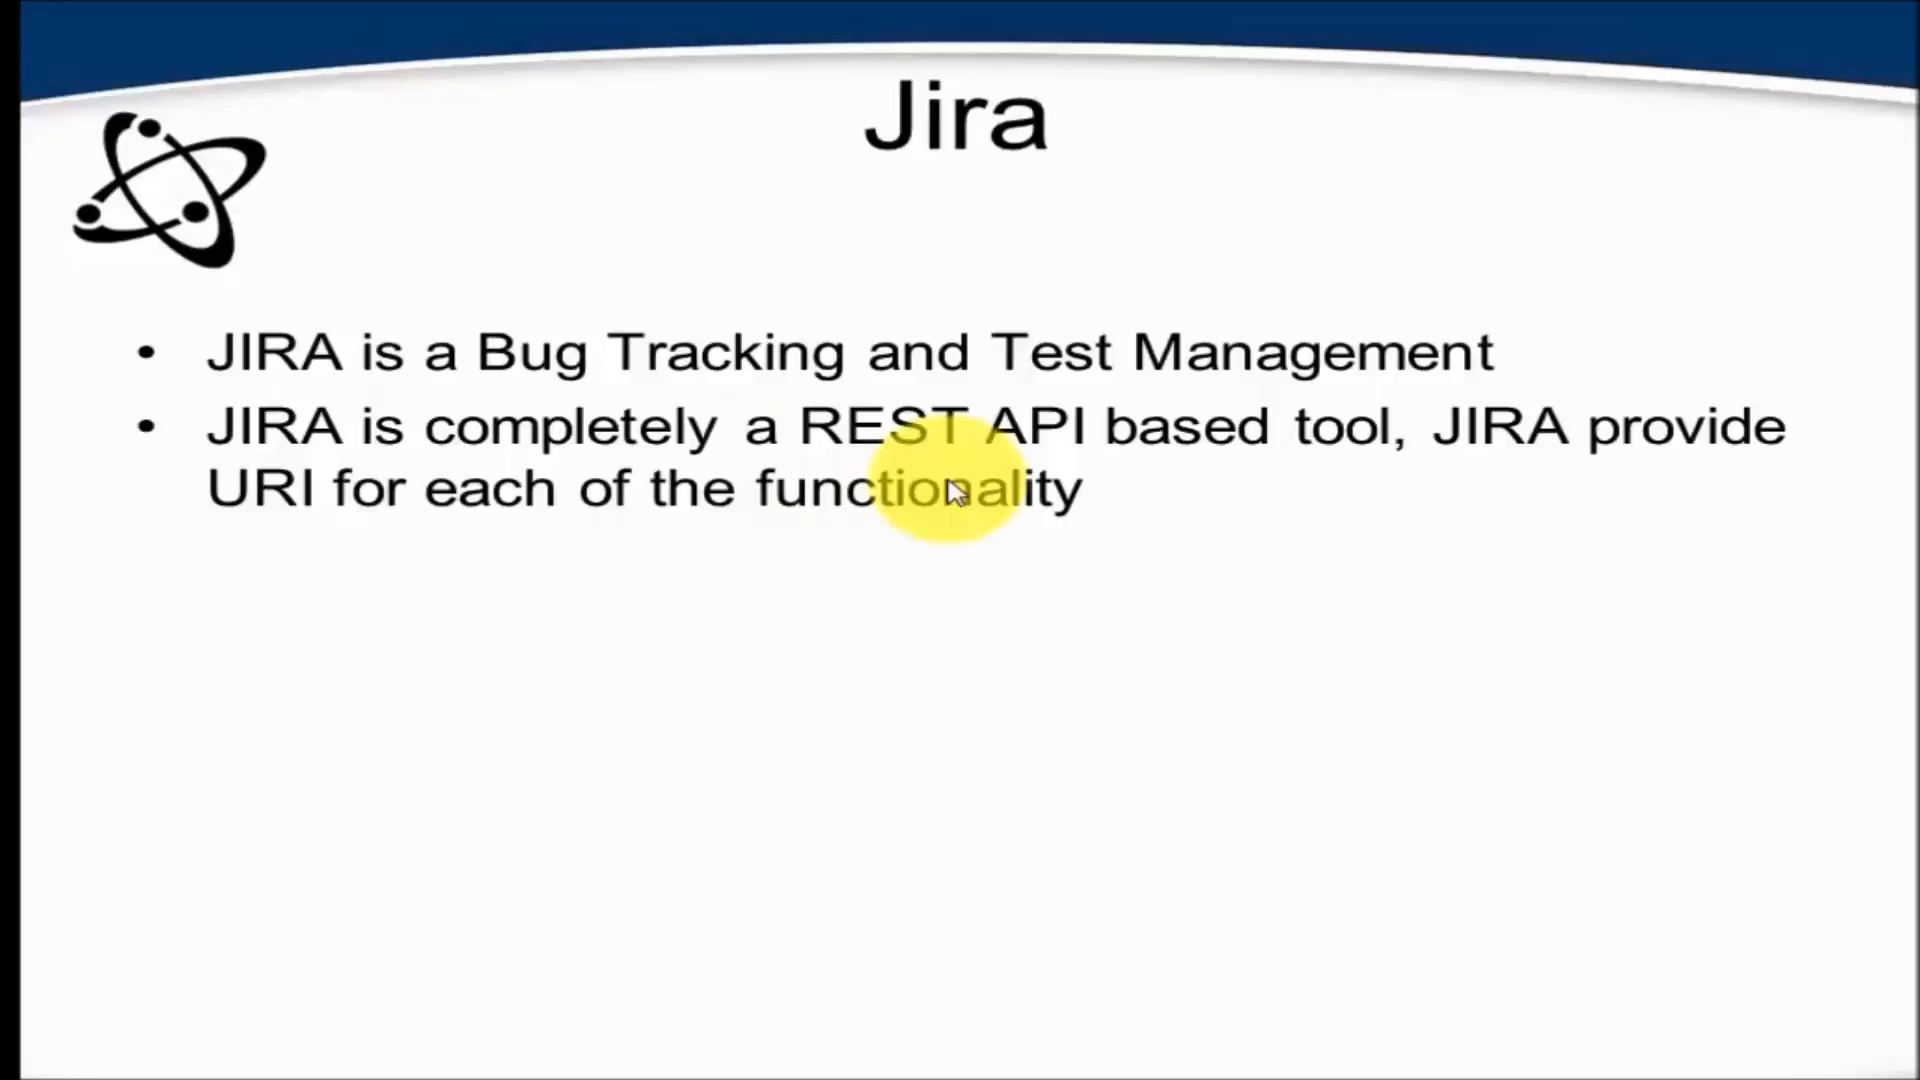 Jira
• JIRA is a Bug Tracking and Test Management
• JIRA is completely a REST API based tool, JIRA provide
URI for each of the functionality